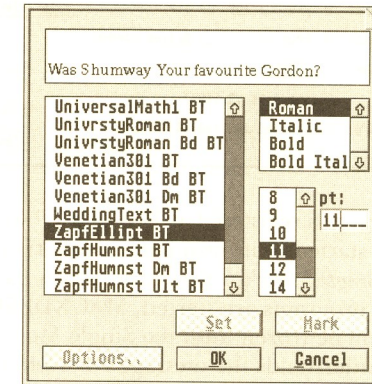 Was Shumway Your favourite Gordon?
UniversalMath1 BT
UnivrstyRoman BT
UnivrstyRoman Bd BT
Venetian301 BT
Venetian301 Bd BT
Venetian301 Dm BT
WeddingText BT
ZapfEllipt BT
ZapfHumnst BT
ZapfHumnst Dm BT
ZapfHumnst Ult BT
Roman
Italic
Bold
Bold Ital
8
9
10
11
12
14
pt:
11___
Set
Mark
Options..
OK
Cancel